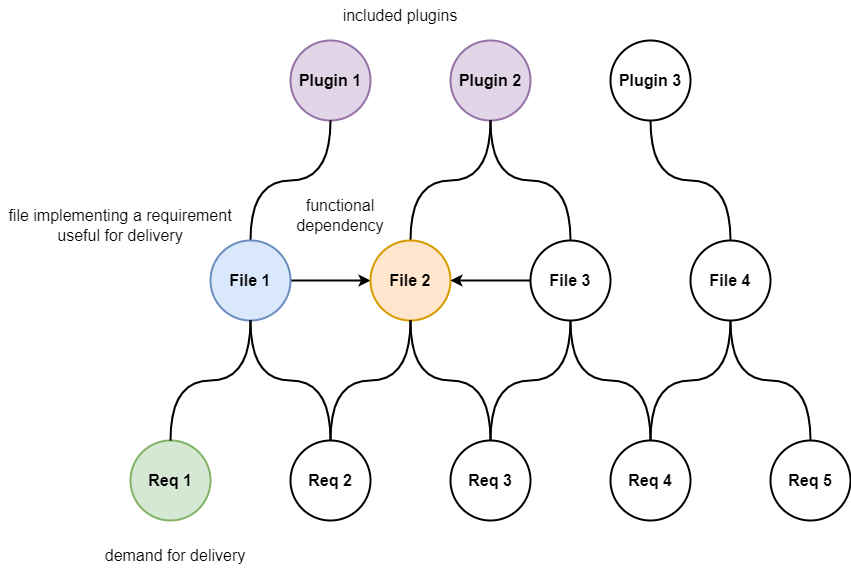 included plugins
Plugin 1
Plugin 2
Plugin 3
file implementing a requirement
useful for delivery
functional
dependency
File 1
File 2
File 3
File 4
Req 1
Req 2
Req 3
Req 4
Req 5
demand for delivery